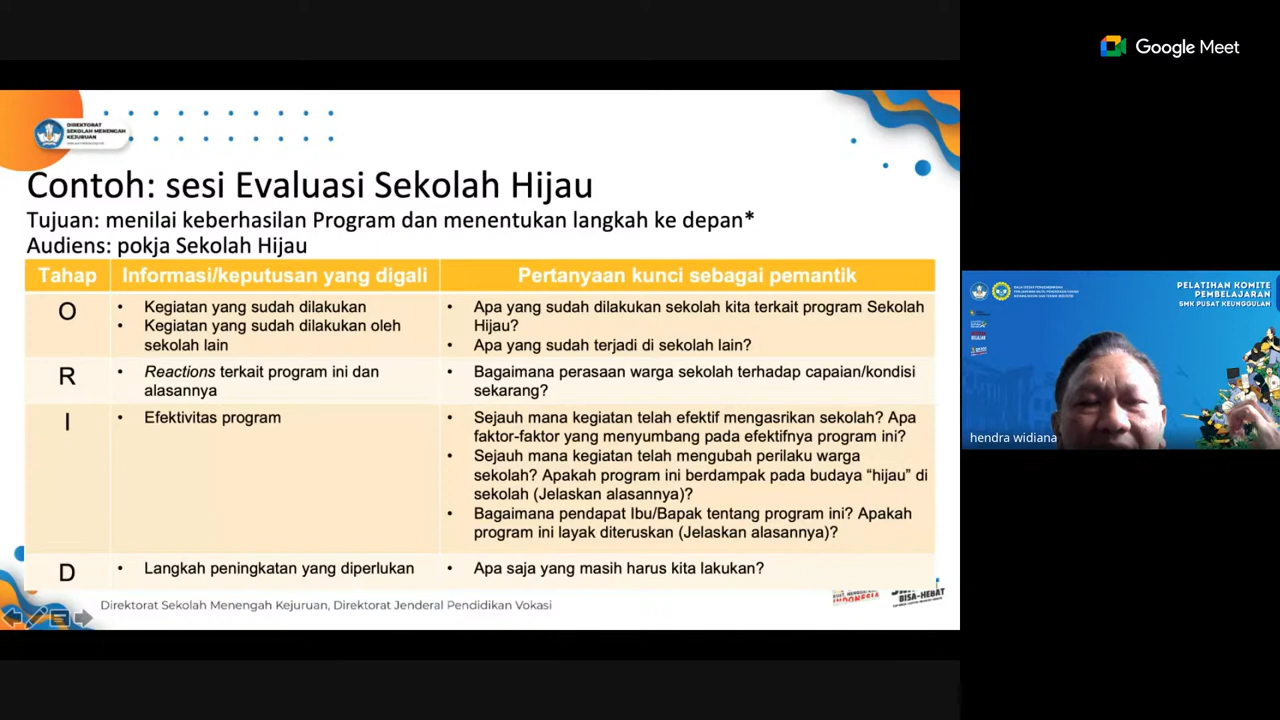 Google Meet
DIREKTORAT
SEKOLAH MENENGAH
KEJURUAN
Contoh: sesi Evaluasi Sekolah Hijau
Tujuan: menilai keberhasilan Program dan menentukan langkah ke depan*
Audiens: pokja Sekolah Hijau
Tahap
Informasi/keputusan yang digali
Pertanyaan kunci sebagai pemantik
O
• Kegiatan yang sudah dilakukan
• Kegiatan yang sudah dilakukan oleh
sekolah lain
• Apa yang sudah dilakukan sekolah kita terkait program Sekolah
Hijau?
• Apa yang sudah terjadi di sekolah lain?
R
• Reactions terkait program ini dan
alasannya
• Bagaimana perasaan warga sekolah terhadap capaian/kondisi
sekarang?
I
• Efektivitas program
• Sejauh mana kegiatan telah efektif mengasrikan sekolah? Apa
faktor-faktor yang menyumbang pada efektifnya program ini?
• Sejauh mana kegiatan telah mengubah perilaku warga
sekolah? Apakah program ini berdampak pada budaya “hijau” di
sekolah (Jelaskan alasannya)?
• Bagaimana pendapat Ibu/Bapak tentang program ini? Apakah
program ini layak diteruskan (Jelaskan alasannya)?
D
• Langkah peningkatan yang diperlukan
• Apa saja yang masih harus kita lakukan?
Direktorat Sekolah Menengah Kejuruan, Direktorat Jenderal Pendidikan Vokasi
INDONESIA
BISA-HEBAT
PELATIHAN KOMITE
PEMBELAJARAN
SMK PUSAT KEUNGGULAN
hendra widiana